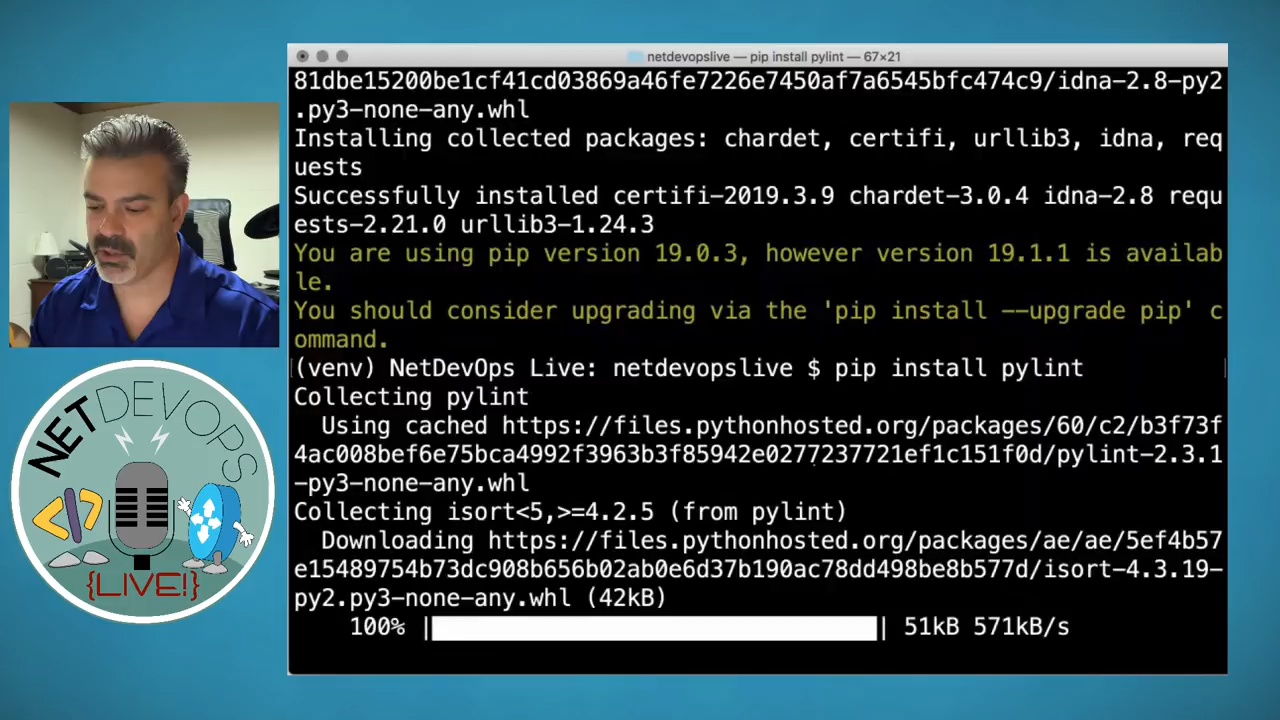 netdevopslive — pip install pylint — 67×21
81dbe15200be1cf41cd03869a46fe7226e7450af7a6545bfc474c9/idna-2.8-py2
.py3-none-any.whl
Installing collected packages: chardet, certifi, urllib3, idna, req
uests
Successfully installed certifi-2019.3.9 chardet-3.0.4 idna-2.8 requ
ests-2.21.0 urllib3-1.24.3
You are using pip version 19.0.3, however version 19.1.1 is availab
le.
You should consider upgrading via the 'pip install --upgrade pip' c
ommand.
(venv) NetDevOps Live: netdevopslive $ pip install pylint
Collecting pylint
  Using cached https://files.pythonhosted.org/packages/60/c2/b3f73f
4ac008bef6e75bca4992f3963b3f85942e0277237721ef1c151f0d/pylint-2.3.1
-py3-none-any.whl
Collecting isort<5,>=4.2.5 (from pylint)
  Downloading https://files.pythonhosted.org/packages/ae/ae/5ef4b57
e15489754b73dc908b656b02ab0e6d37b190ac78dd498be8b577d/isort-4.3.19-
py2.py3-none-any.whl (42kB)
    100% |████████████████████████████████| 51kB 571kB/s
NETDEVOPS
</>
{LIVE!}